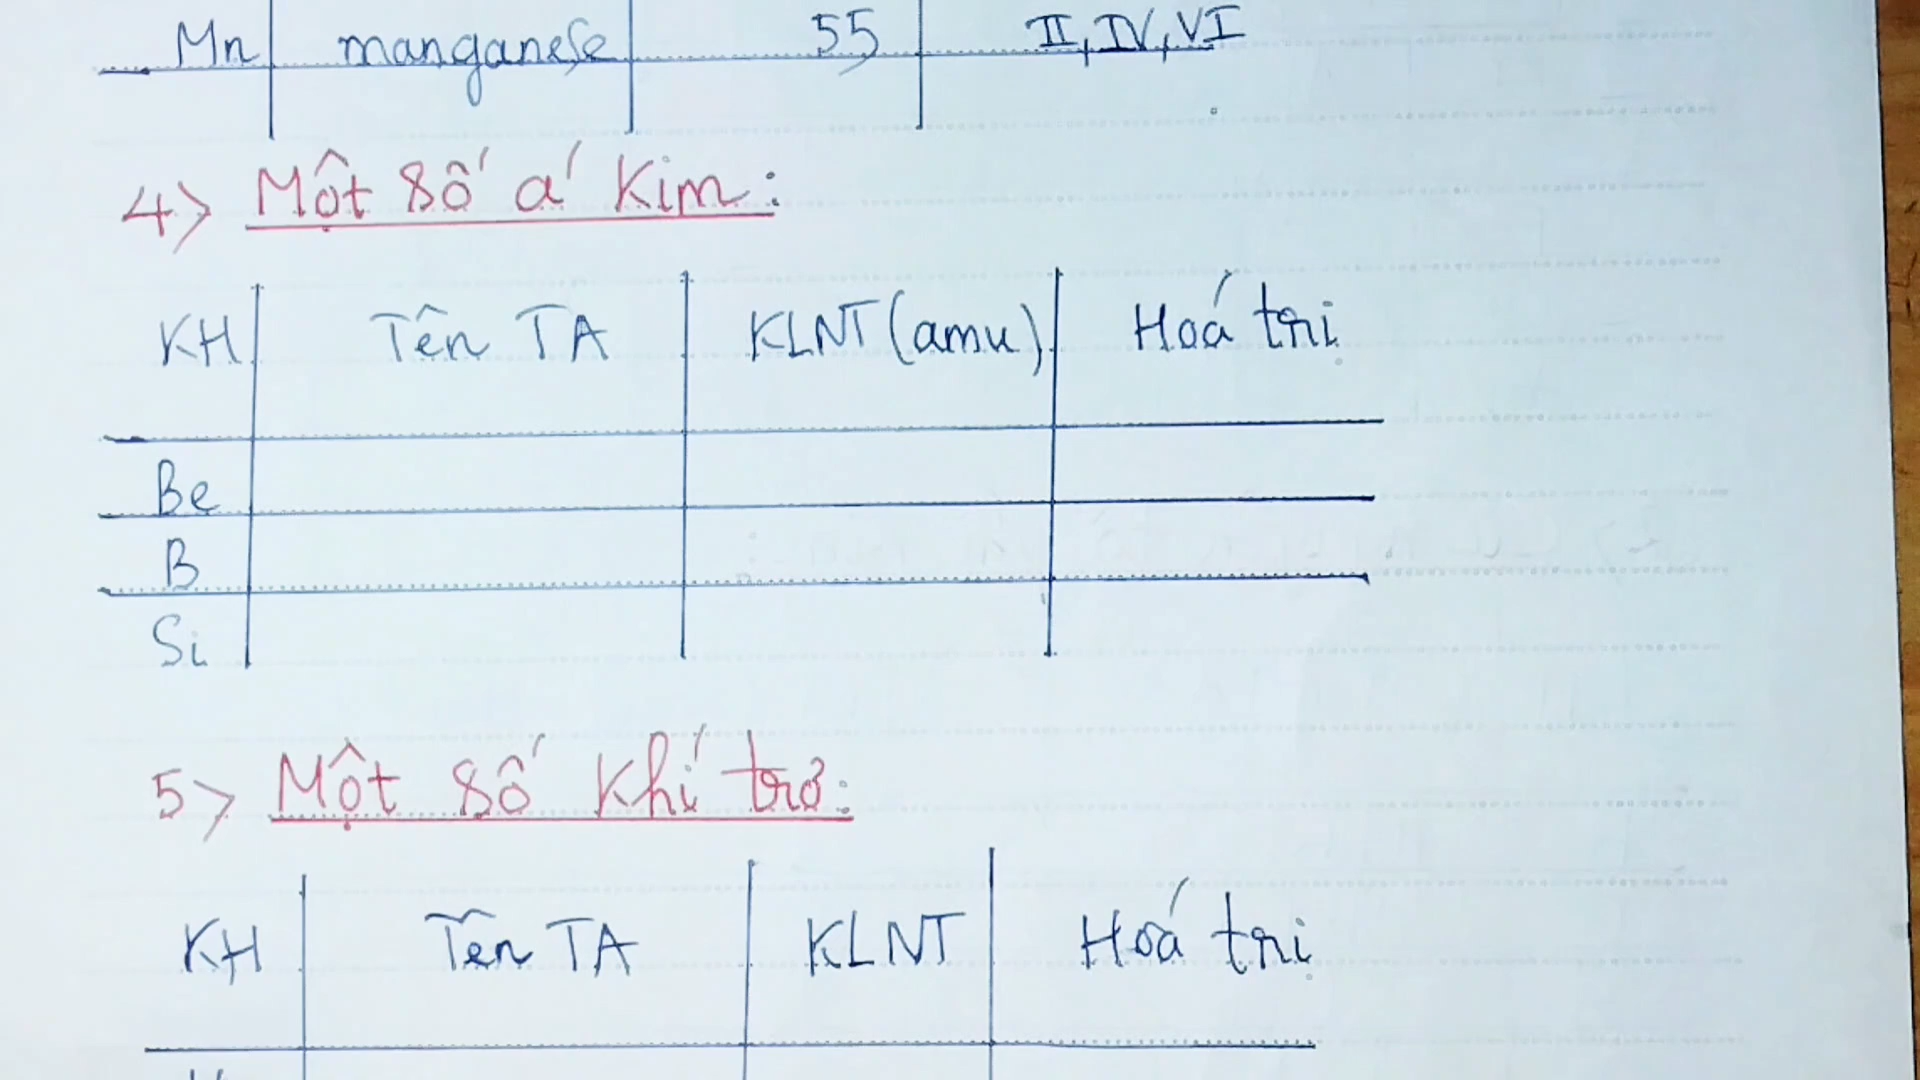 Mn manganese 55 II, IV, VI
4> Một số á kim:
KH Tên TA KLNT (amu) Hoá trị
Be
B
Si
5> Một số khí trơ:
KH Tên TA KLNT Hoá trị